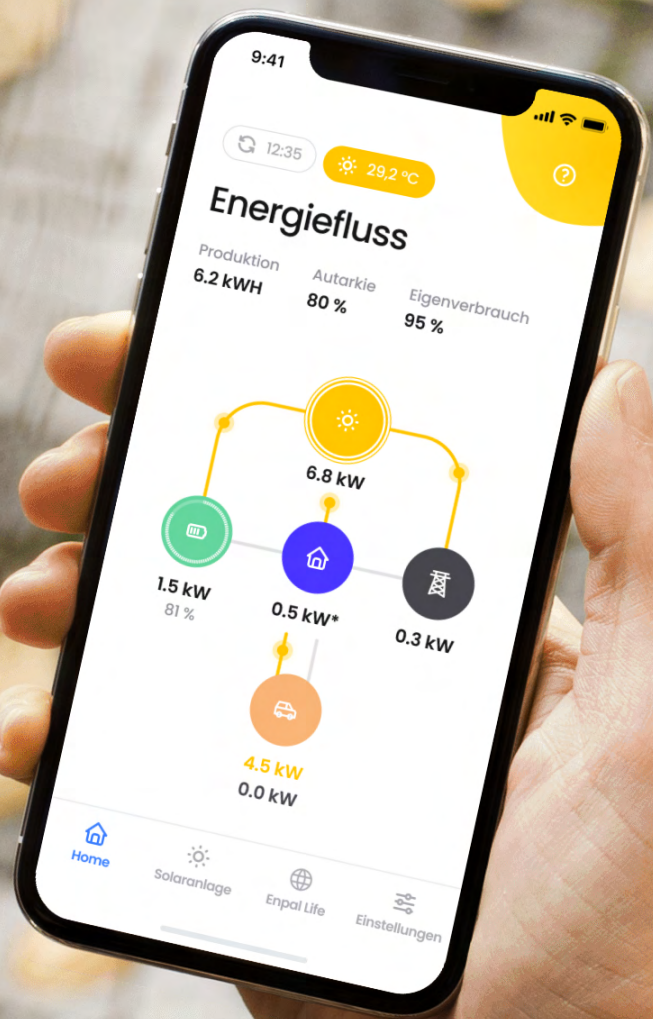 9:41
12:35
29,2 °C
Energiefluss
Produktion
6.2 kWH
Autarkie
80 %
Eigenverbrauch
95 %
6.8 kW
1.5 kW
81 %
0.5 kW*
0.3 kW
4.5 kW
0.0 kW
Home
Solaranlage
Enpal Life
Einstellungen